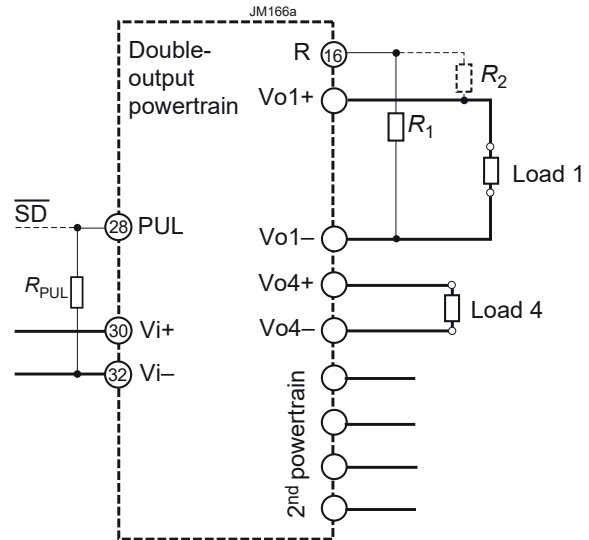 JM166a
Double-
output
powertrain
R 16
Vo1+
R2
R1
Load 1
SD
28 PUL
Vo1–
RPUL
Vo4+
Load 4
Vo4–
30 Vi+
32 Vi–
2nd powertrain